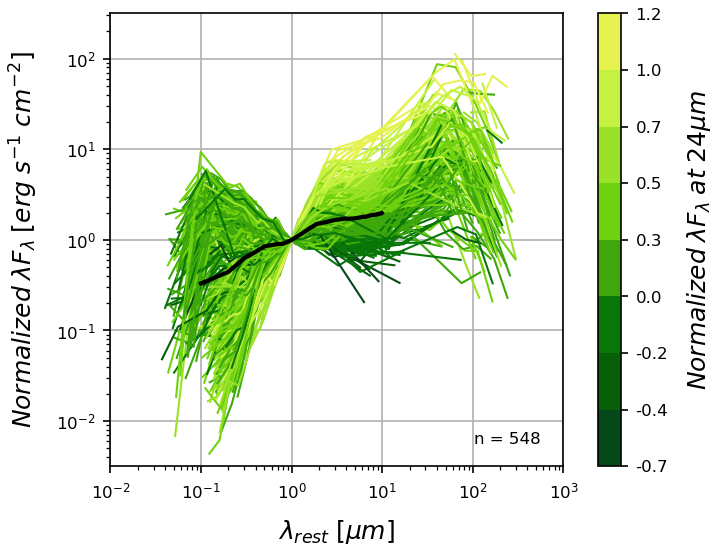 Normalized λF_λ [erg s^−1 cm^−2]
10^2
10^1
10^0
10^−1
10^−2
n = 548
10^−2 10^−1 10^0 10^1 10^2 10^3
λ_rest [μm]
1.2
1.0
0.7
0.5
0.3
0.0
-0.2
-0.4
-0.7
Normalized λF_λ at 24μm